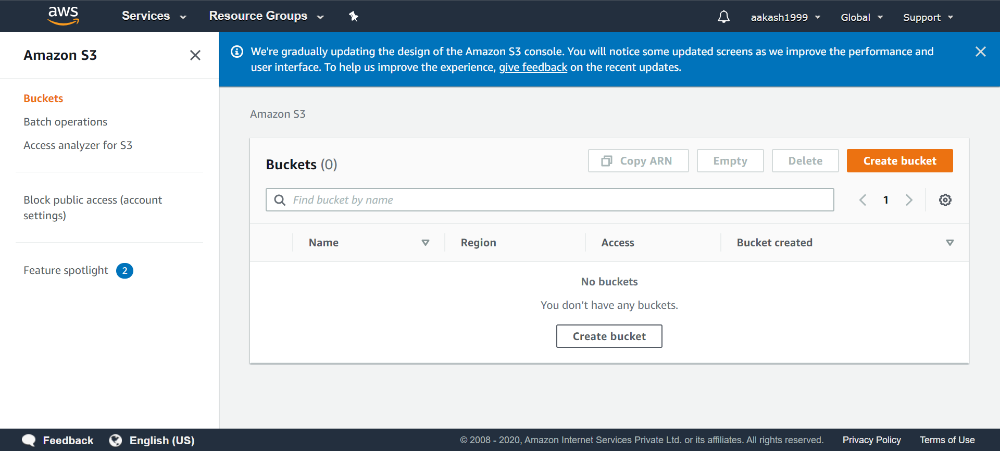 aws
Services
Resource Groups
aakash1999
Global
Support
Amazon S3
Buckets
Batch operations
Access analyzer for S3
Block public access (account
settings)
Feature spotlight 2
We're gradually updating the design of the Amazon S3 console. You will notice some updated screens as we improve the performance and
user interface. To help us improve the experience, give feedback on the recent updates.
Amazon S3
Buckets (0)
Copy ARN
Empty
Delete
Create bucket
Find bucket by name
1
Name
Region
Access
Bucket created
No buckets
You don’t have any buckets.
Create bucket
Feedback
English (US)
© 2008 - 2020, Amazon Internet Services Private Ltd. or its affiliates. All rights reserved.
Privacy Policy
Terms of Use